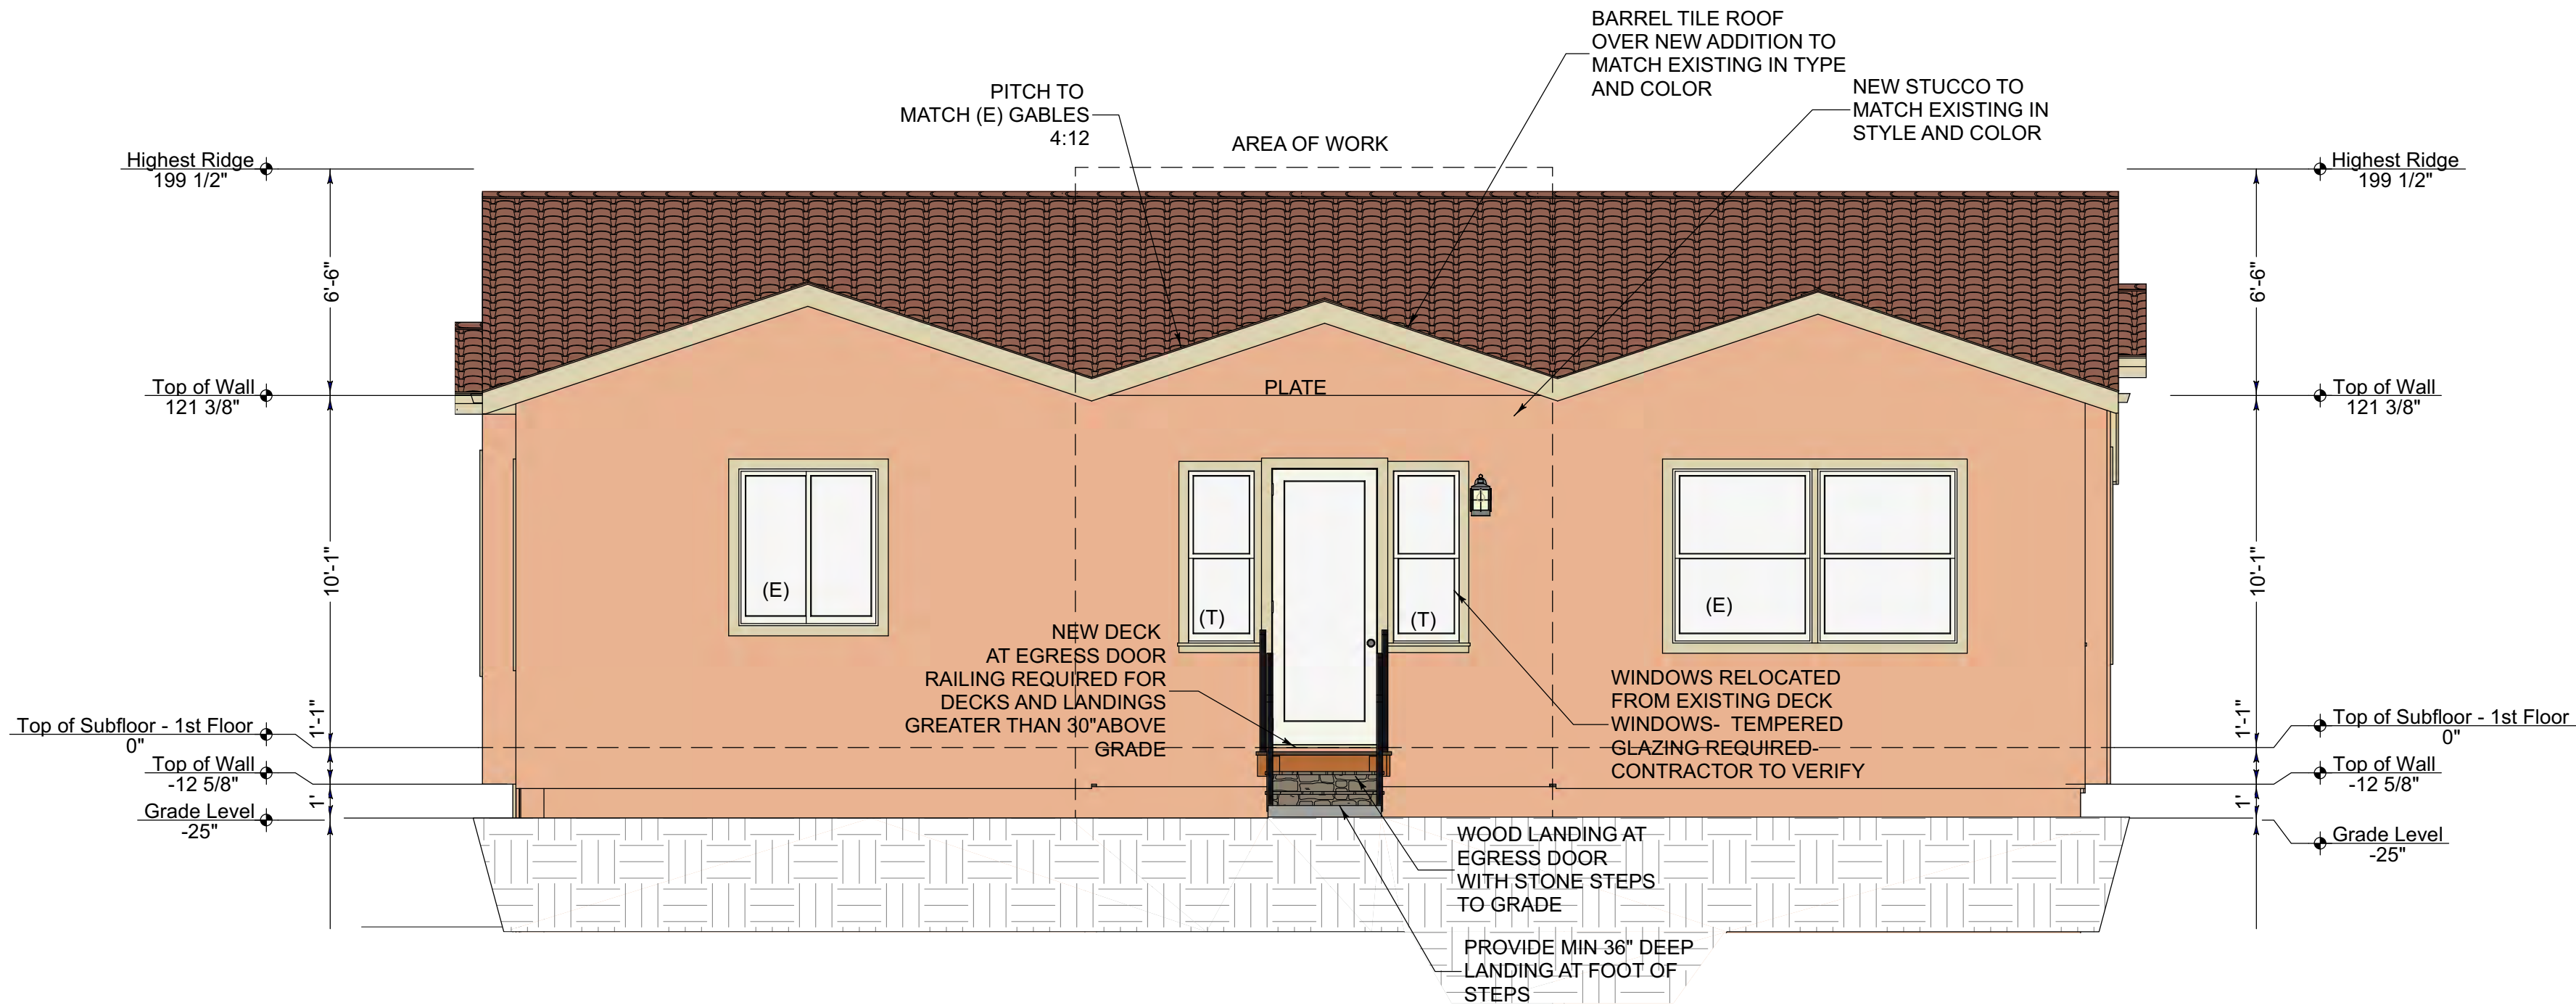 BARREL TILE ROOF
OVER NEW ADDITION TO
MATCH EXISTING IN TYPE
AND COLOR
PITCH TO
MATCH (E) GABLES
4:12
NEW STUCCO TO
MATCH EXISTING IN
STYLE AND COLOR
AREA OF WORK
Highest Ridge
199 1/2"
Highest Ridge
199 1/2"
6'-6"
6'-6"
Top of Wall
121 3/8"
PLATE
Top of Wall
121 3/8"
10'-1"
10'-1"
(E)
(T)
(T)
(E)
NEW DECK
AT EGRESS DOOR
RAILING REQUIRED FOR
DECKS AND LANDINGS
GREATER THAN 30"ABOVE
GRADE
WINDOWS RELOCATED
FROM EXISTING DECK
WINDOWS- TEMPERED
GLAZING REQUIRED-
CONTRACTOR TO VERIFY
Top of Subfloor - 1st Floor
0"
1'-1"
1'-1"
Top of Subfloor - 1st Floor
0"
Top of Wall
-12 5/8"
Top of Wall
-12 5/8"
1'
1'
Grade Level
-25"
Grade Level
-25"
WOOD LANDING AT
EGRESS DOOR
WITH STONE STEPS
TO GRADE
PROVIDE MIN 36" DEEP
LANDING AT FOOT OF
STEPS